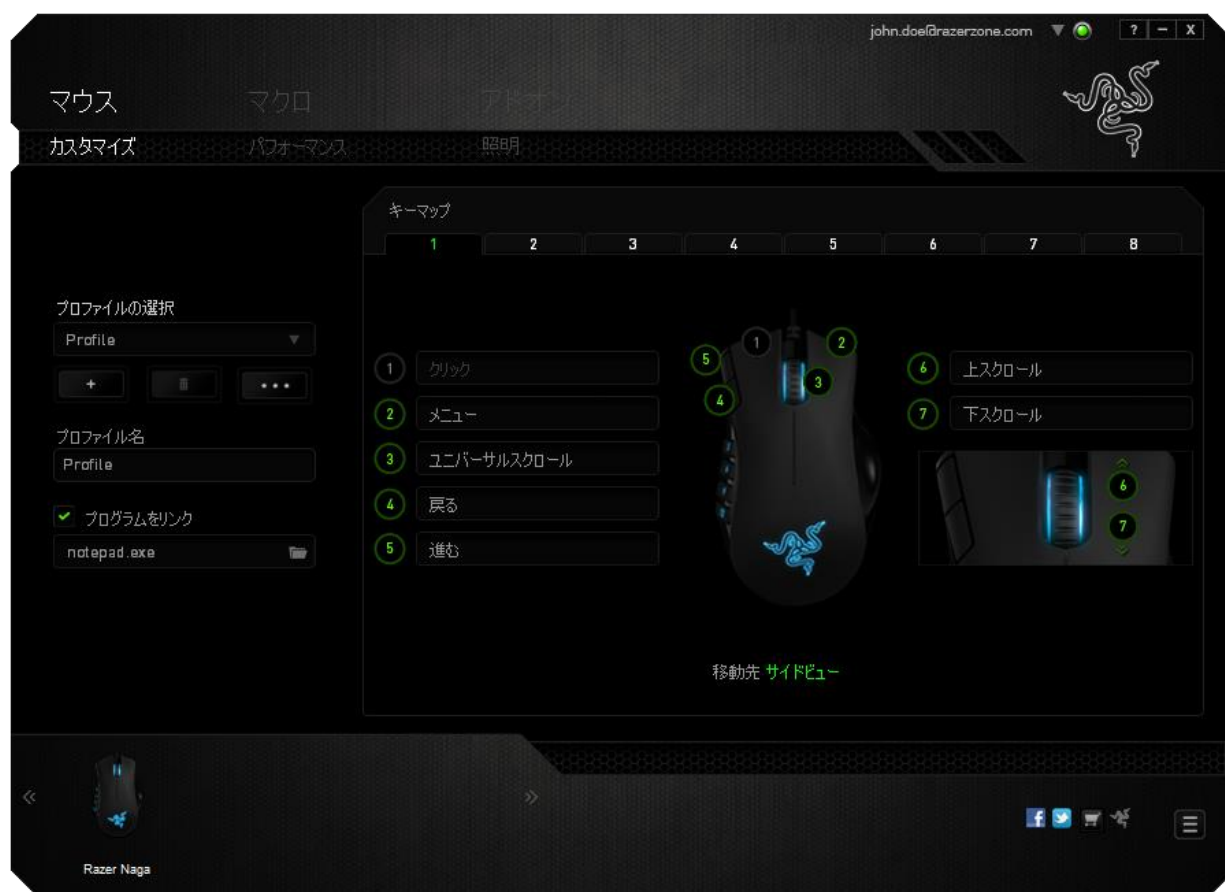 john.doe@razerzone.com ? – X
マウス マクロ アドオン
カスタマイズ パフォーマンス 照明
キーマップ
1 2 3 4 5 6 7 8
プロファイルの選択
Profile
+ •••
プロファイル名
Profile
プログラムをリンク
notepad.exe
1 クリック
2 メニュー
3 ユニバーサルスクロール
4 戻る
5 進む
1
2
5
3
4
6 上スクロール
7 下スクロール
6
7
移動先 サイドビュー
Razer Naga